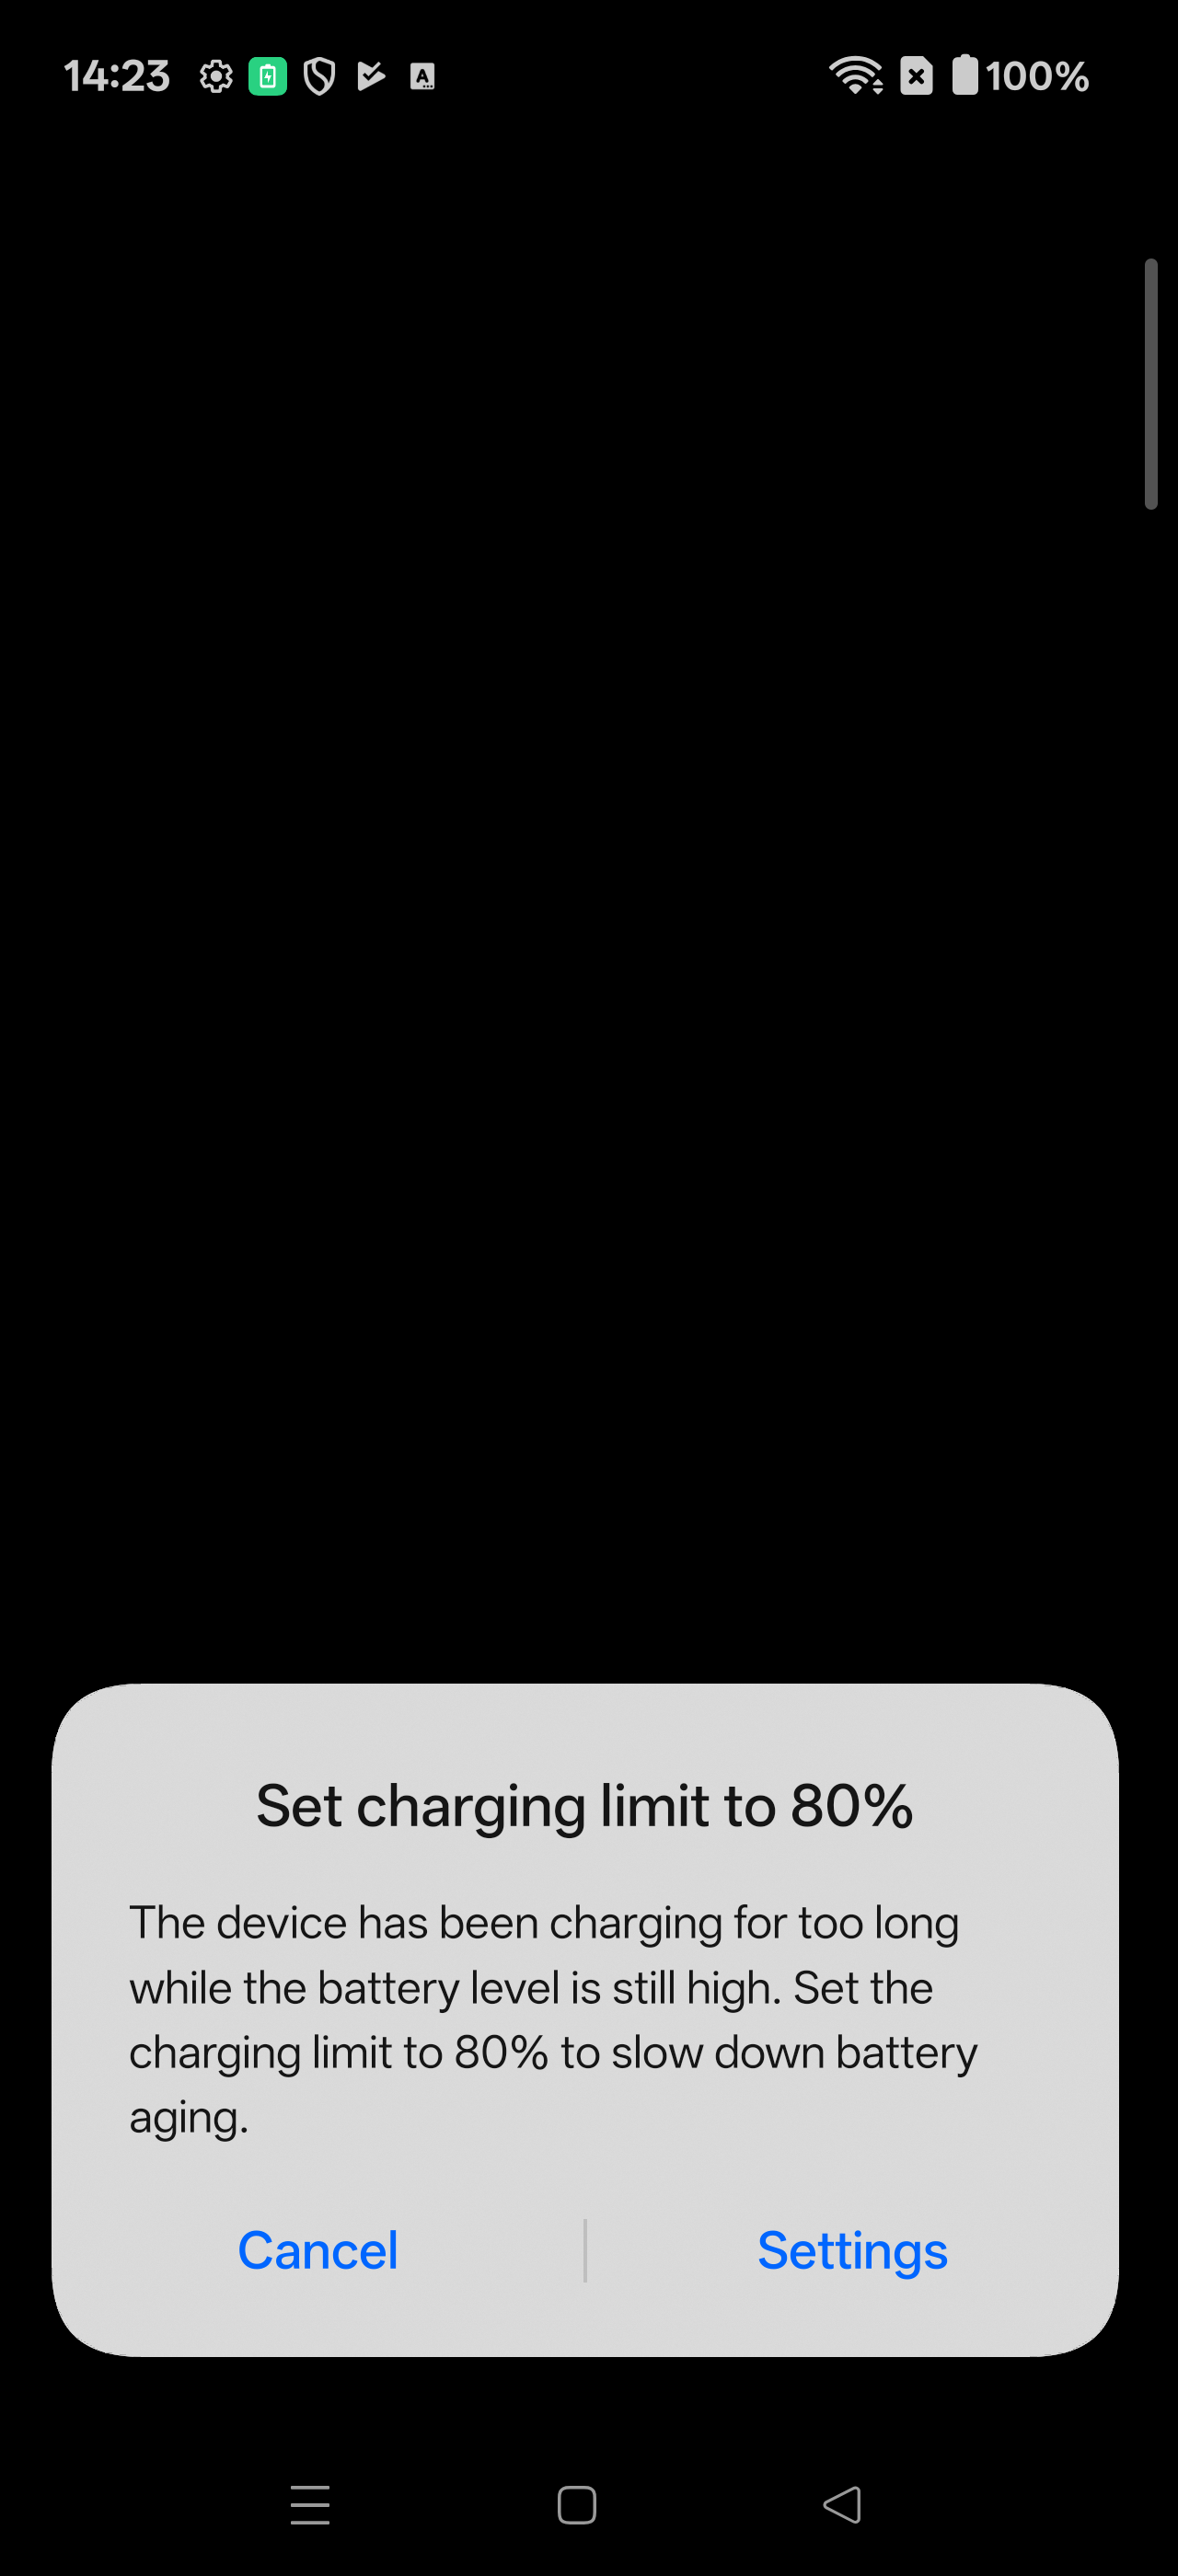 14:23
A
100%
Set charging limit to 80%
The device has been charging for too long
while the battery level is still high. Set the
charging limit to 80% to slow down battery
aging.
Cancel
Settings